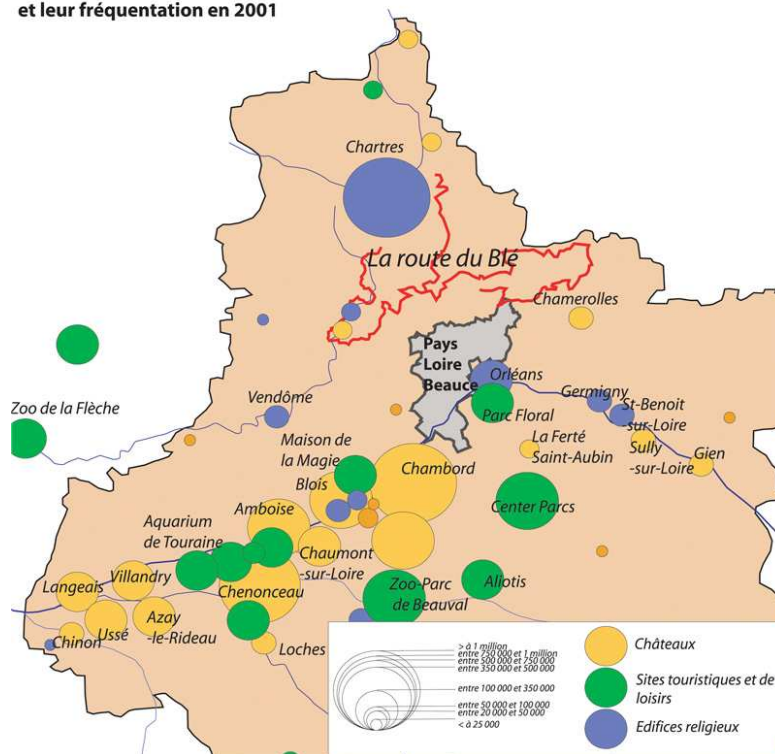 et leur fréquentation en 2001
Chartres
La route du Blé
Chamerolles
Pays
Loire
Beauce
Orléans
Zoo de la Flèche
Vendôme
Germigny
St-Benoit
-sur-Loire
Parc Floral
Maison de
la Magie
La Ferté
Saint-Aubin
Sully
-sur-Loire
Gien
Blois
Chambord
Amboise
Center Parcs
Aquarium
de Touraine
Chaumont
-sur-Loire
Langeais
Villandry
Chenonceau
Zoo-Parc
de Beauval
Aliotis
Chinon
Ussé
Azay
-le-Rideau
Loches
> à 1 million
entre 750 000 et 1 million
entre 500 000 et 750 000
entre 350 000 et 500 000
entre 100 000 et 350 000
entre 50 000 et 100 000
entre 20 000 et 50 000
< à 25 000
Châteaux
Sites touristiques et de
loisirs
Edifices religieux